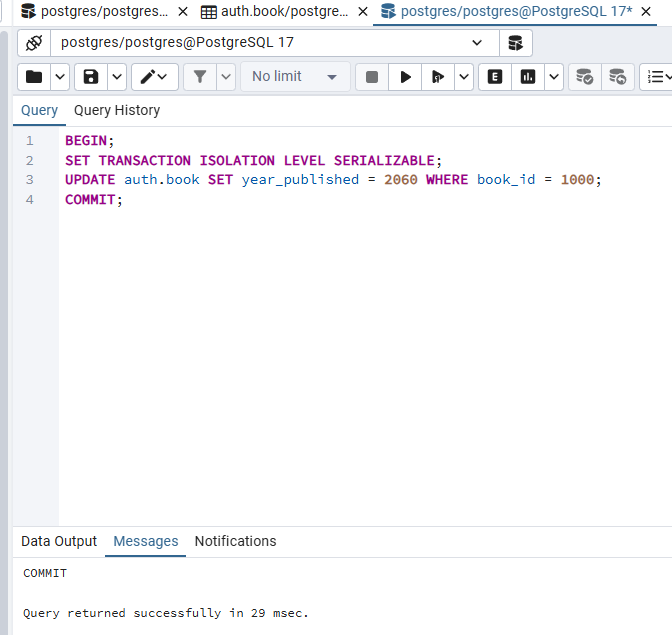 postgres/postgres... auth.book/postgre... postgres/postgres@PostgreSQL 17*
postgres/postgres@PostgreSQL 17
No limit E
Query Query History
1 BEGIN;
2 SET TRANSACTION ISOLATION LEVEL SERIALIZABLE;
3 UPDATE auth.book SET year_published = 2060 WHERE book_id = 1000;
4 COMMIT;
Data Output Messages Notifications
COMMIT
Query returned successfully in 29 msec.